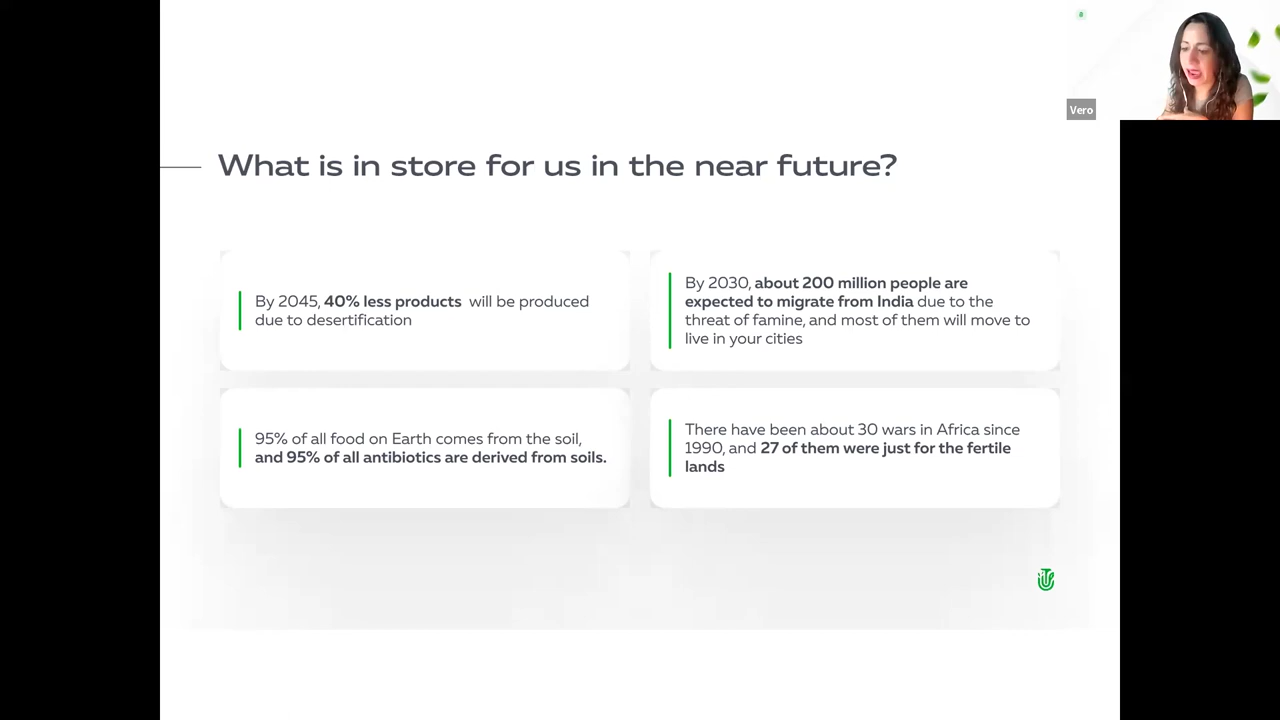 Vero
What is in store for us in the near future?
By 2045, 40% less products will be produced
due to desertification
By 2030, about 200 million people are
expected to migrate from India due to the
threat of famine, and most of them will move to
live in your cities
95% of all food on Earth comes from the soil,
and 95% of all antibiotics are derived from soils.
There have been about 30 wars in Africa since
1990, and 27 of them were just for the fertile
lands